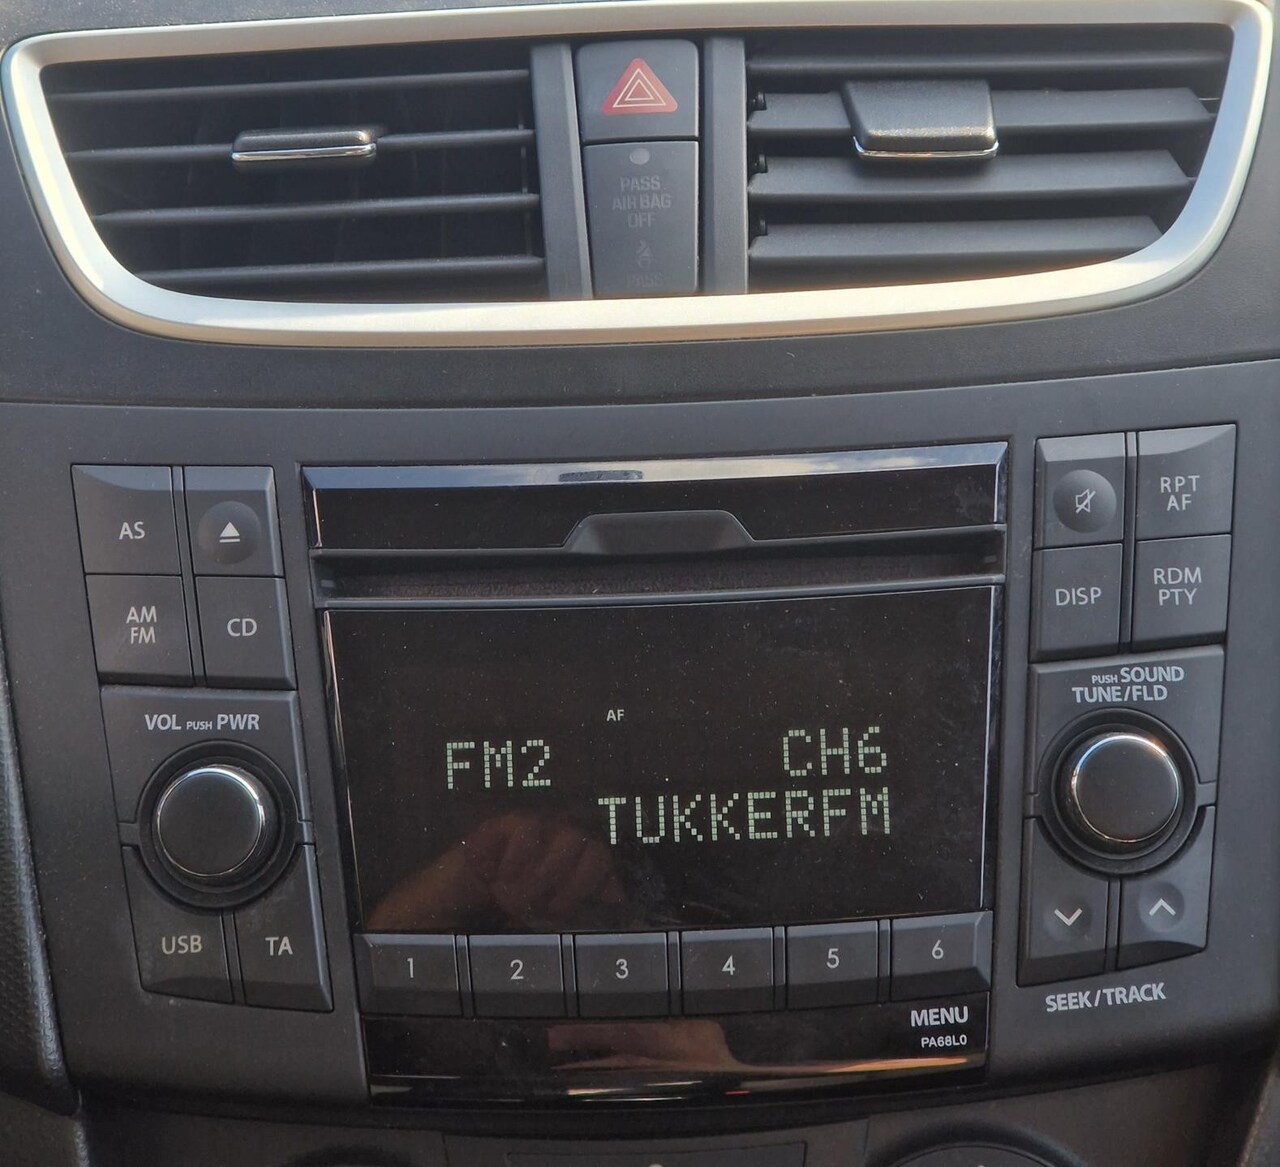 PASS
AIR BAG
OFF
PASS
AS
AM
FM
CD
VOL PUSH PWR
USB
TA
AF
FM2 CH6
TUKKERFM
1 2 3 4 5 6
MENU
PA68L0
RPT
AF
DISP
RDM
PTY
PUSH SOUND
TUNE/FLD
SEEK/TRACK